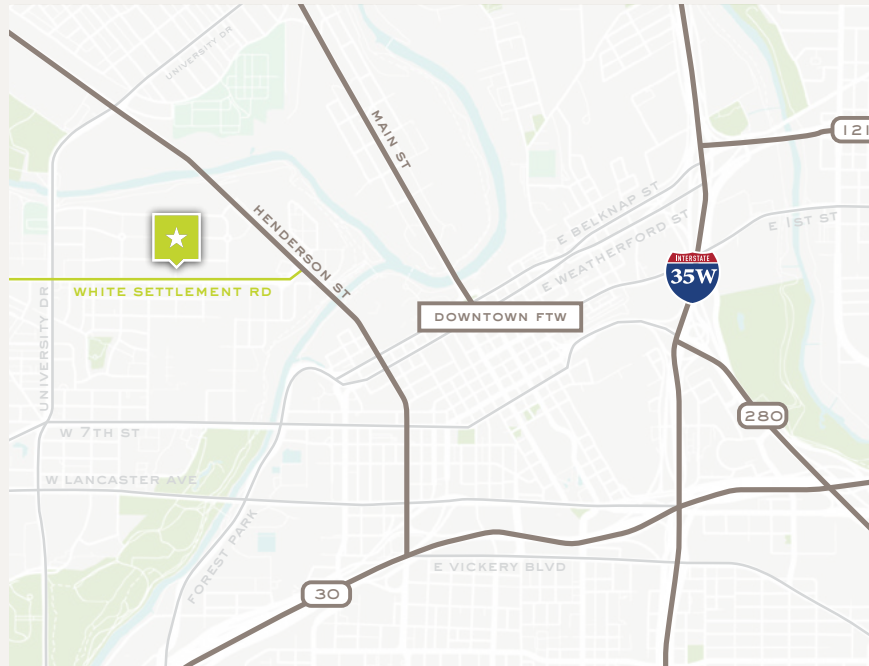 UNIVERSITY DR
MAIN ST
121
HENDERSON ST
E BELKNAP ST
E WEATHERFORD ST
E 1ST ST
INTERSTATE
35W
WHITE SETTLEMENT RD
DOWNTOWN FTW
UNIVERSITY DR
280
W 7TH ST
W LANCASTER AVE
FOREST PARK
E VICKERY BLVD
30